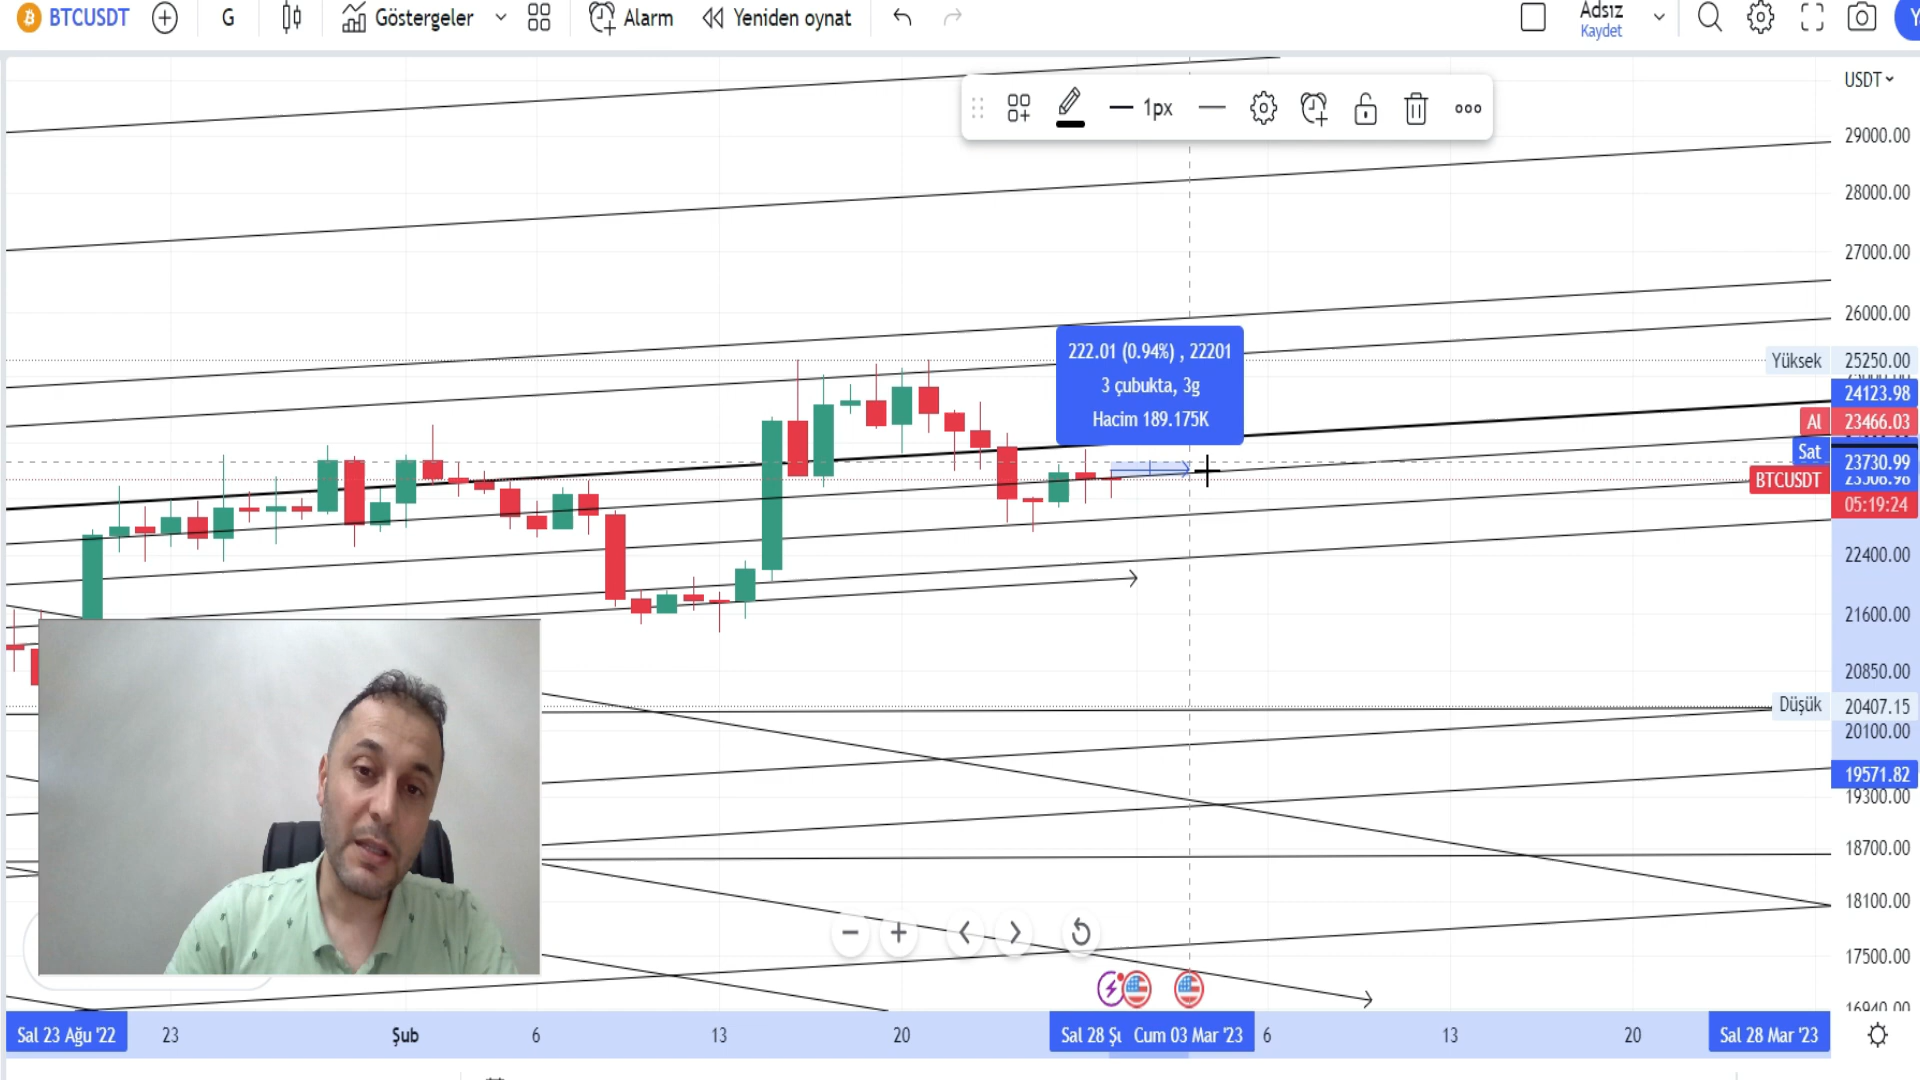 BTCUSDT G Göstergeler Alarm Yeniden oynat Adsız
Kaydet
USDT
1px
29000.00
28000.00
27000.00
26000.00
Yüksek 25250.00
24123.98
Al 23466.03
Sat
23730.99
BTCUSDT
05:19:24
22400.00
21600.00
20850.00
Düşük 20407.15
20100.00
19571.82
19300.00
18700.00
18100.00
17500.00
16940.00
222.01 (0.94%) , 22201
3 çubukta, 3g
Hacim 189.175K
Sal 23 Ağu '22 23 Şub 6 13 20 Sal 28 Cum 03 Mar '23 6 13 20 Sal 28 Mar '23